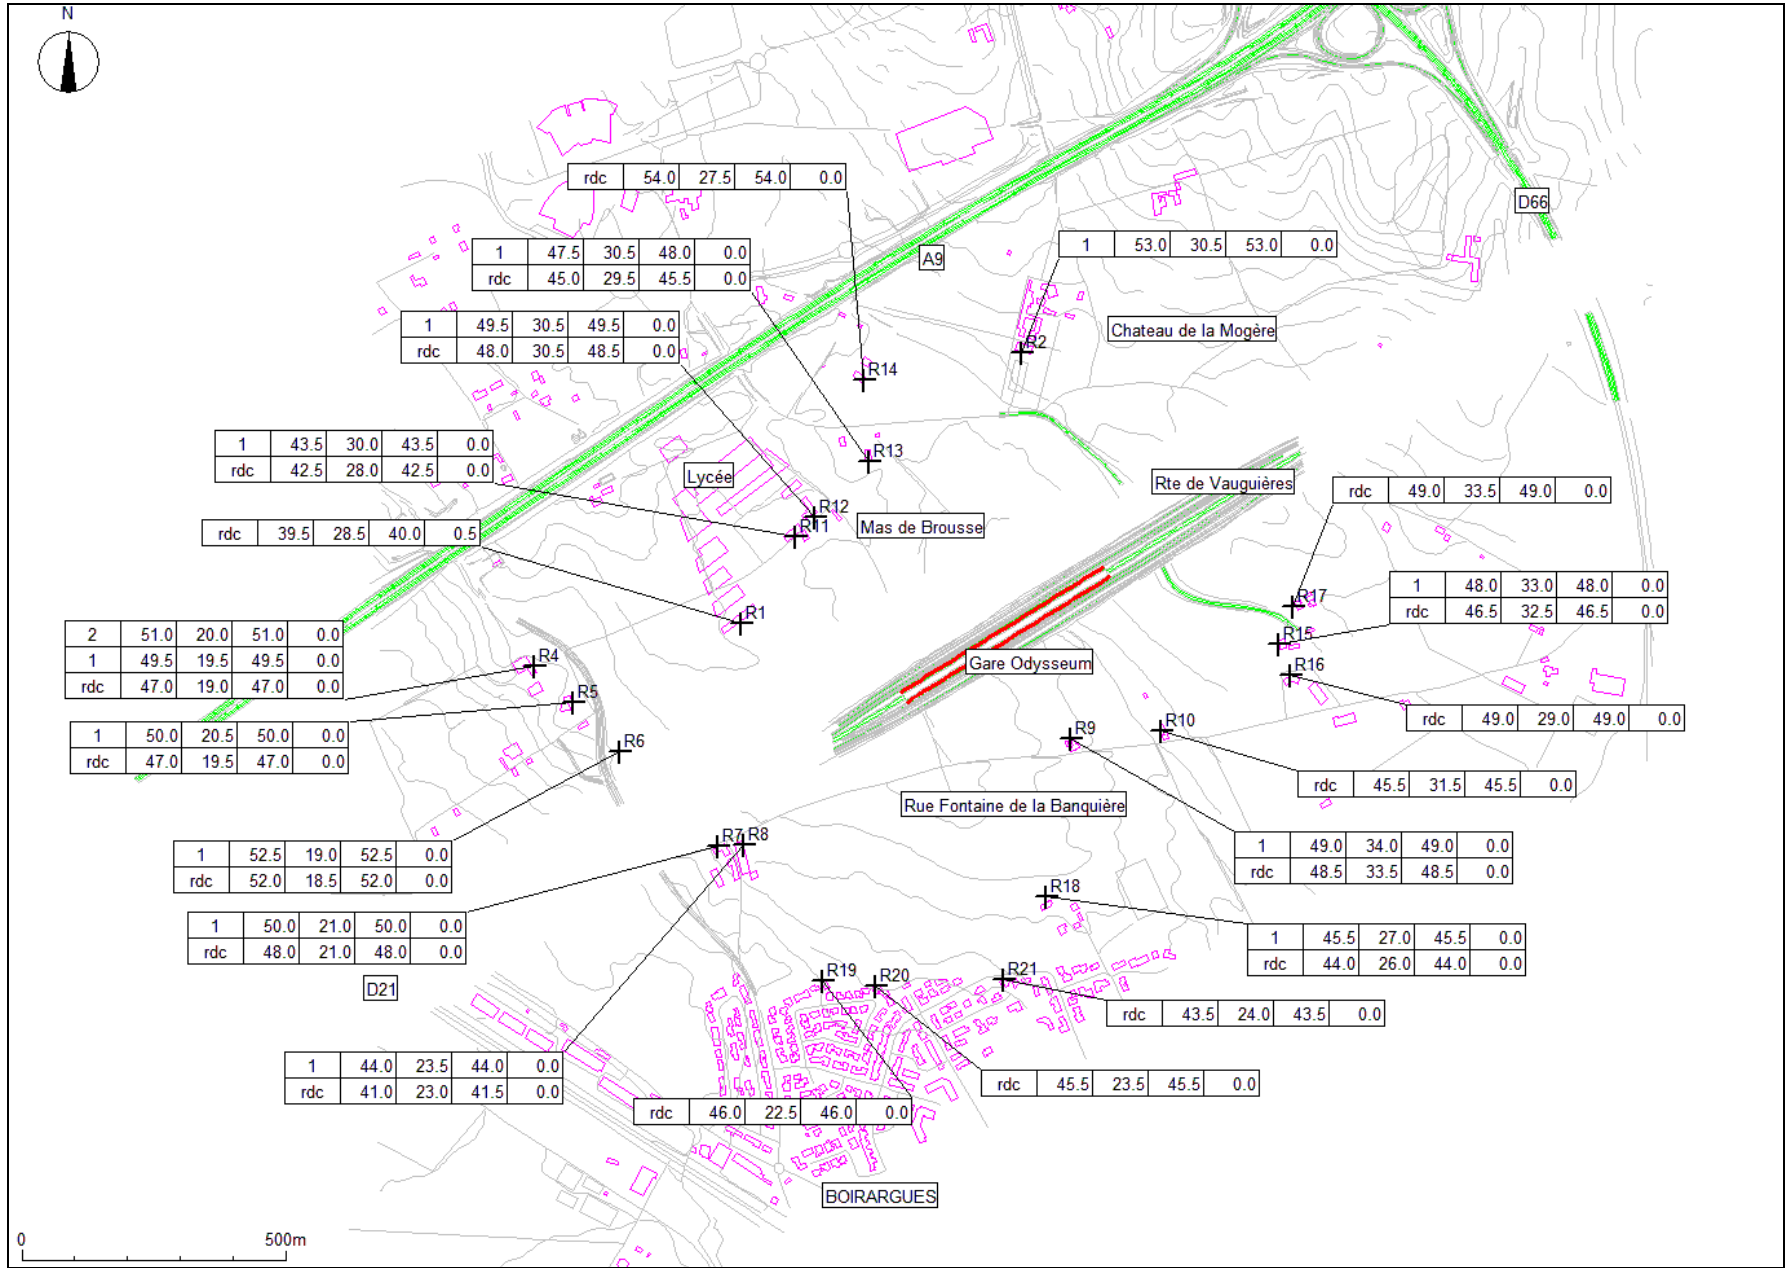 N
D66
rdc 54.0 27.5 54.0 0.0
1 53.0 30.5 53.0 0.0
1 47.5 30.5 48.0 0.0
rdc 45.0 29.5 45.5 0.0
A9
1 49.5 30.5 49.5 0.0
rdc 48.0 30.5 48.5 0.0
Chateau de la Mogère
R2
R14
1 43.5 30.0 43.5 0.0
rdc 42.5 28.0 42.5 0.0
R13
Lycée
Rte de Vauguières
rdc 49.0 33.5 49.0 0.0
R12
R11
Mas de Brousse
rdc 39.5 28.5 40.0 0.5
1 48.0 33.0 48.0 0.0
rdc 46.5 32.5 46.5 0.0
R17
R1
R15
2 51.0 20.0 51.0 0.0
1 49.5 19.5 49.5 0.0
rdc 47.0 19.0 47.0 0.0
R4
Gare Odysseum
R16
R5
rdc 49.0 29.0 49.0 0.0
1 50.0 20.5 50.0 0.0
rdc 47.0 19.5 47.0 0.0
R6
R9
R10
rdc 45.5 31.5 45.5 0.0
Rue Fontaine de la Banquière
R7
R8
1 49.0 34.0 49.0 0.0
rdc 48.5 33.5 48.5 0.0
1 52.5 19.0 52.5 0.0
rdc 52.0 18.5 52.0 0.0
R18
1 50.0 21.0 50.0 0.0
rdc 48.0 21.0 48.0 0.0
1 45.5 27.0 45.5 0.0
rdc 44.0 26.0 44.0 0.0
D21
R19
R20
R21
rdc 43.5 24.0 43.5 0.0
1 44.0 23.5 44.0 0.0
rdc 41.0 23.0 41.5 0.0
rdc 45.5 23.5 45.5 0.0
rdc 46.0 22.5 46.0 0.0
BOIRARGUES
0 500m